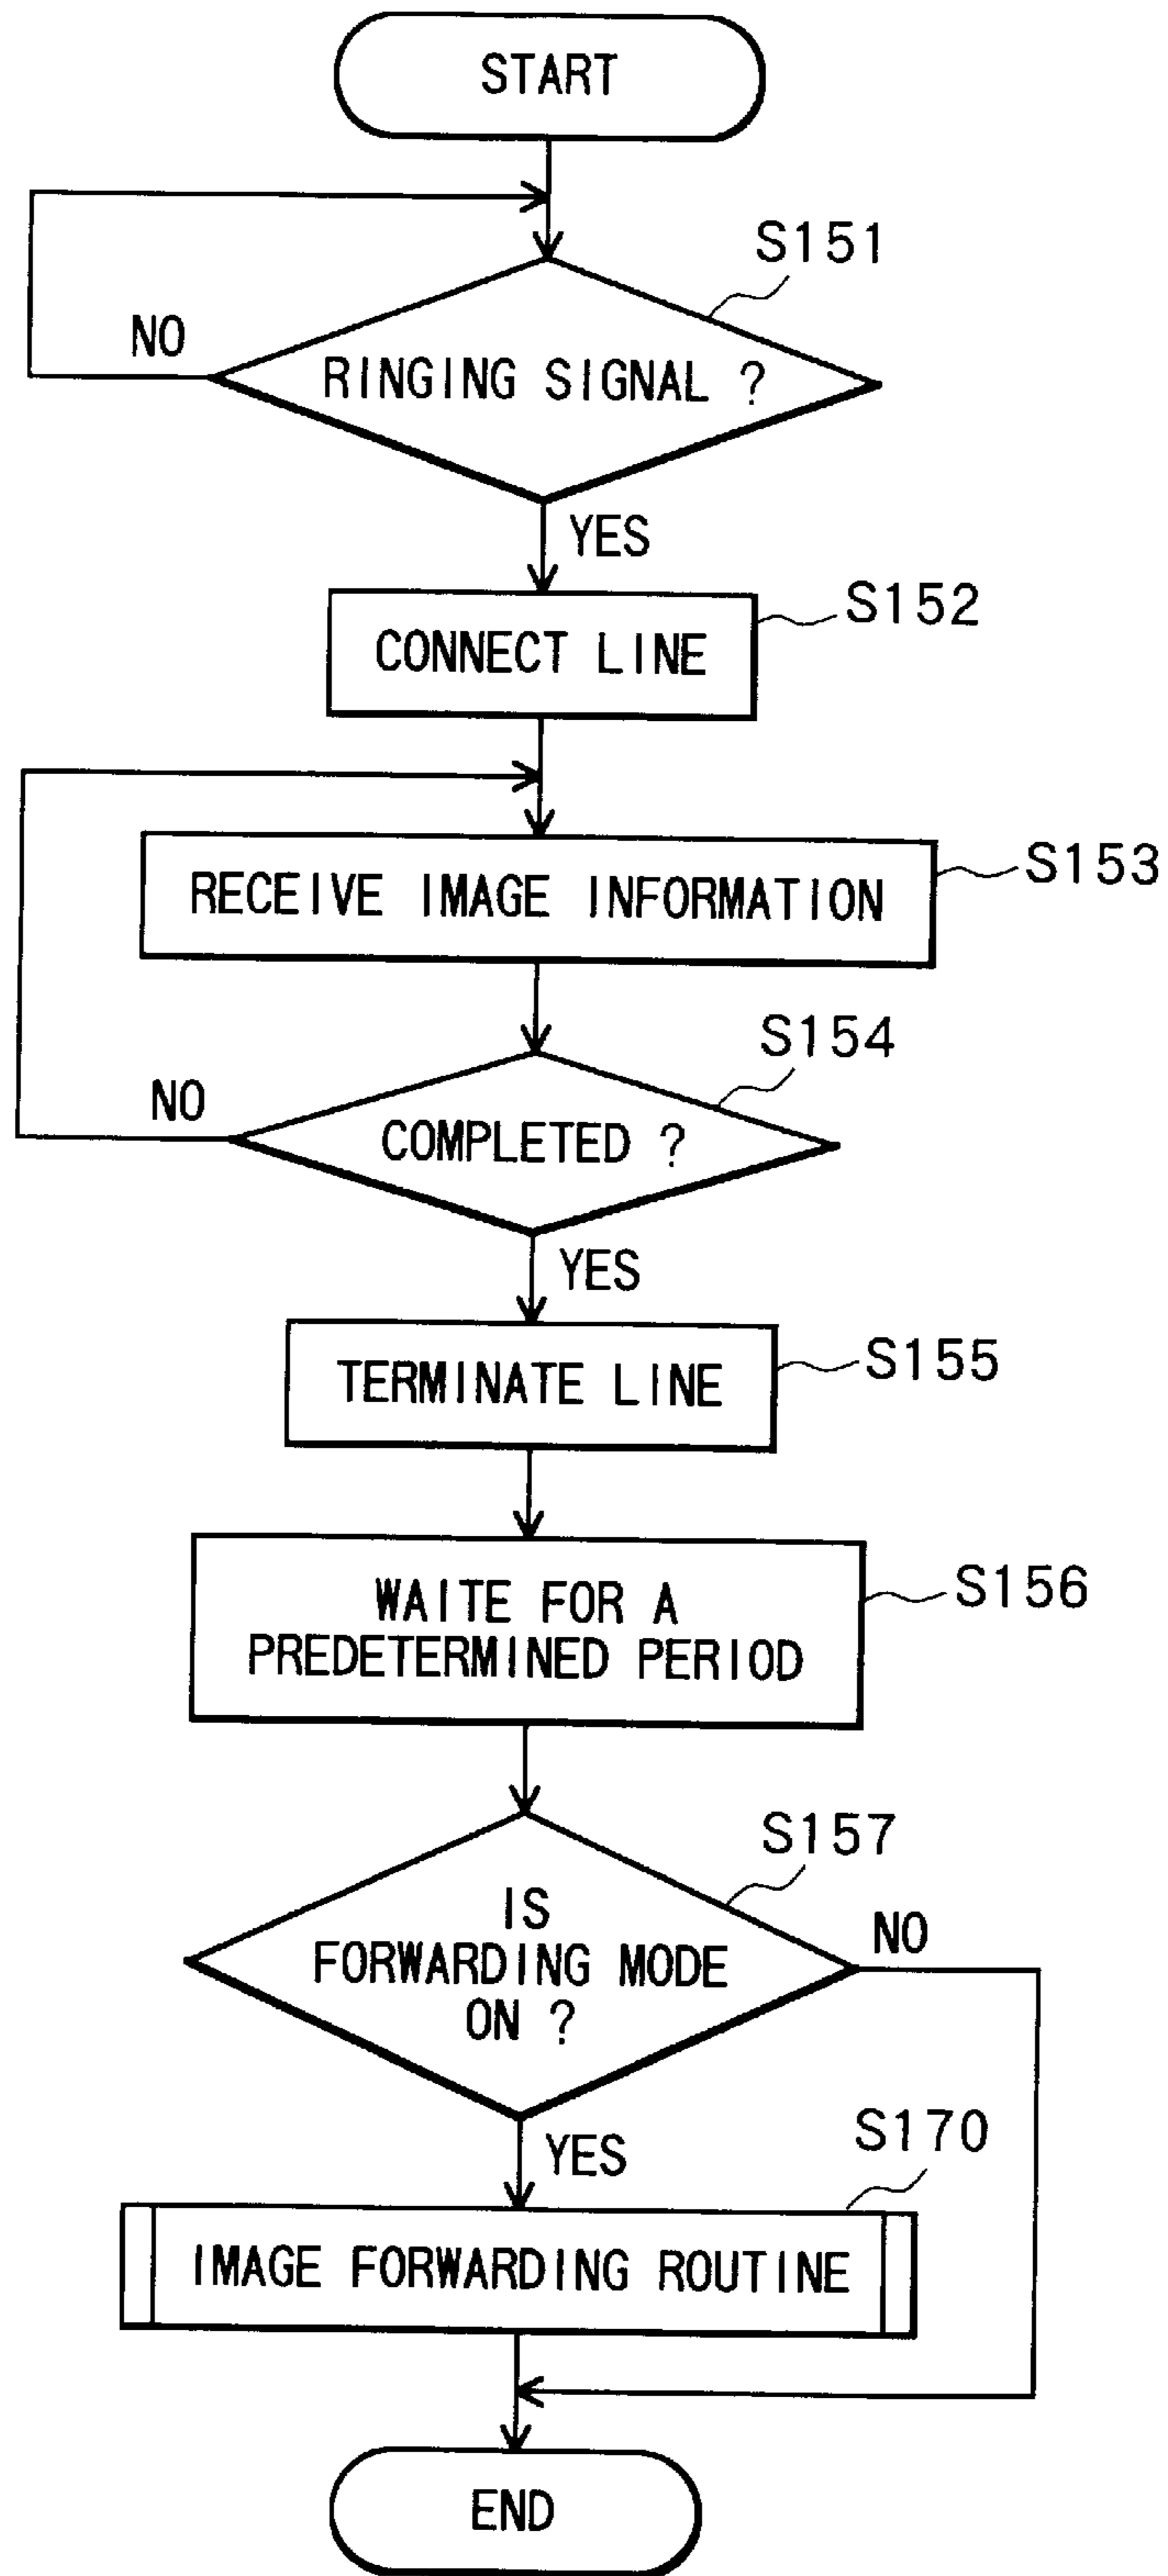 START
S151
NO
RINGING SIGNAL ?
YES
S152
CONNECT LINE
S153
RECEIVE IMAGE INFORMATION
S154
NO
COMPLETED ?
YES
S155
TERMINATE LINE
S156
WAITE FOR A
PREDETERMINED PERIOD
S157
IS
FORWARDING MODE
ON ?
NO
YES
S170
IMAGE FORWARDING ROUTINE
END